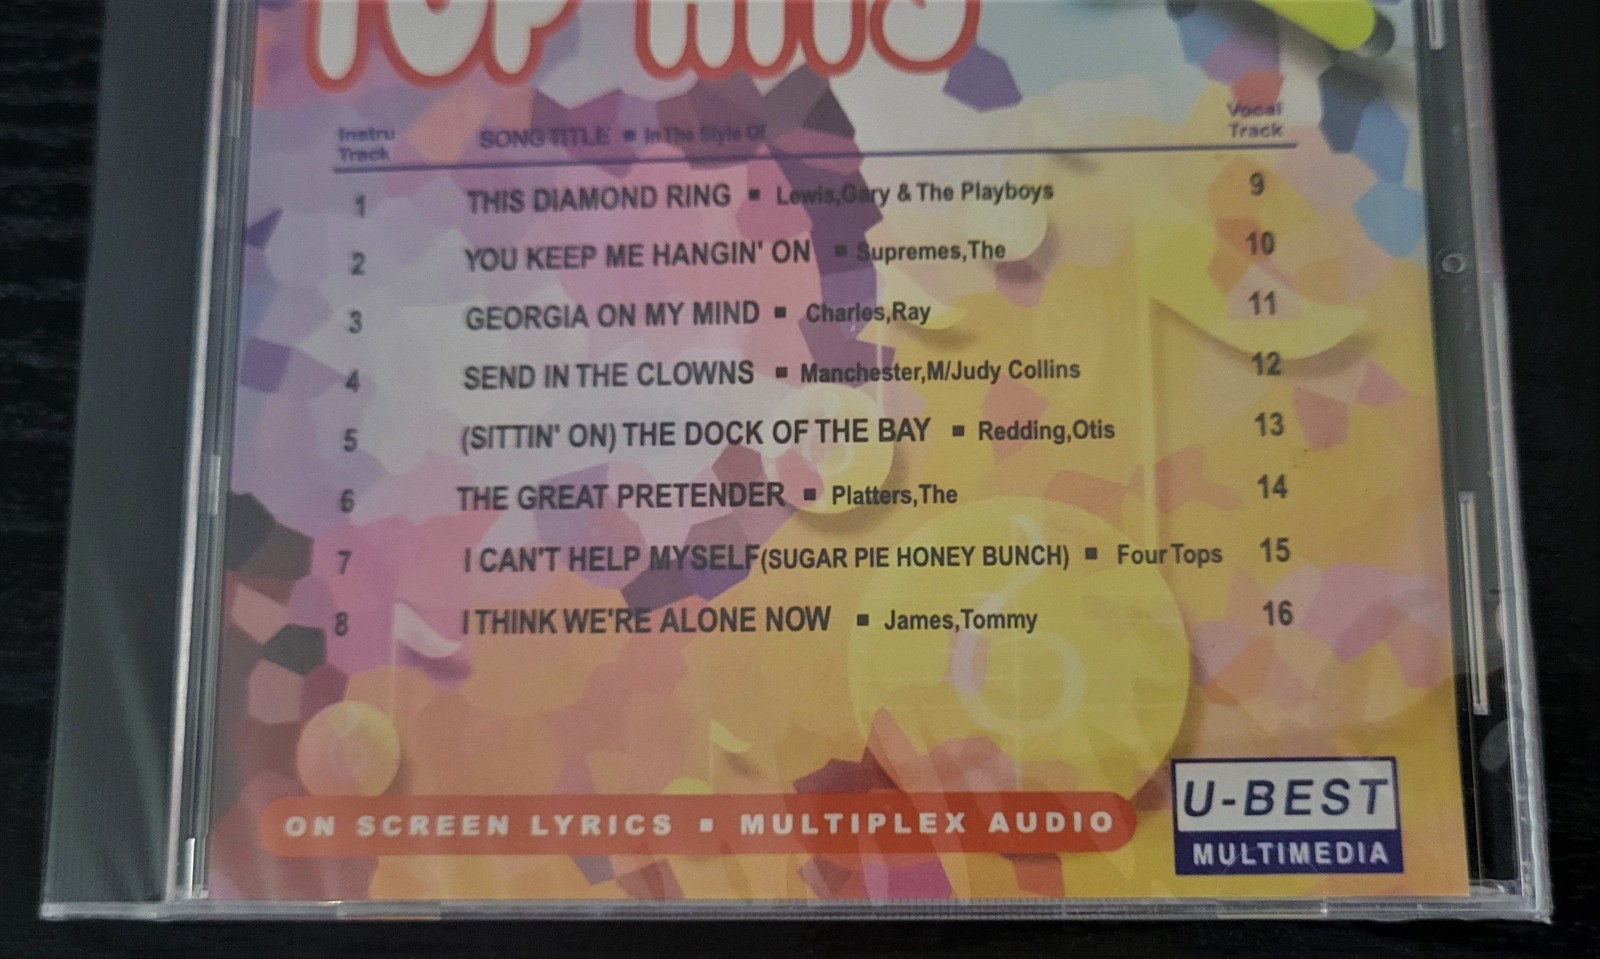 TOP HITS
Instru Track SONG TITLE ■ In The Style Of Vocal Track
1 THIS DIAMOND RING ■ Lewis,Gary & The Playboys 9
2 YOU KEEP ME HANGIN' ON ■ Supremes,The 10
3 GEORGIA ON MY MIND ■ Charles,Ray 11
4 SEND IN THE CLOWNS ■ Manchester,M/Judy Collins 12
5 (SITTIN' ON) THE DOCK OF THE BAY ■ Redding,Otis 13
6 THE GREAT PRETENDER ■ Platters,The 14
7 I CAN'T HELP MYSELF(SUGAR PIE HONEY BUNCH) ■ Four Tops 15
8 I THINK WE'RE ALONE NOW ■ James,Tommy 16
ON SCREEN LYRICS ■ MULTIPLEX AUDIO
U-BEST
MULTIMEDIA